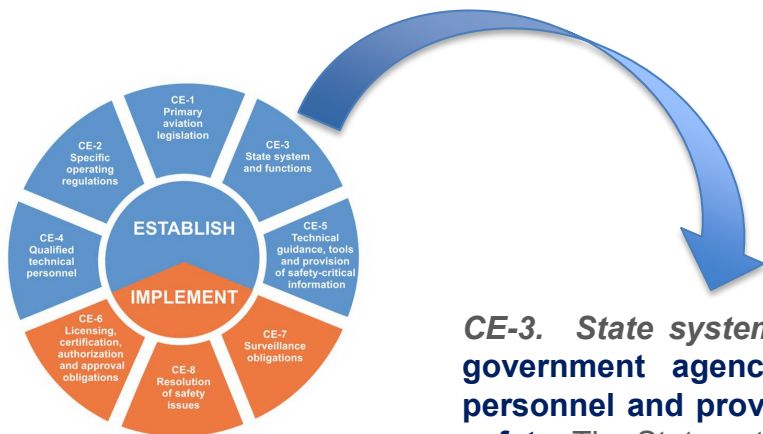 CE-1
Primary
aviation
legislation
CE-2
Specific
operating
regulations
CE-3
State system
and functions
CE-4
Qualified
technical
personnel
ESTABLISH
CE-5
Technical
guidance, tools
and provision
of safety-critical
information
IMPLEMENT
CE-6
Licensing,
certification,
authorization
and approval
obligations
CE-7
Surveillance
obligations
CE-8
Resolution
of safety
issues
CE-3. State system
government agenc
personnel and prov